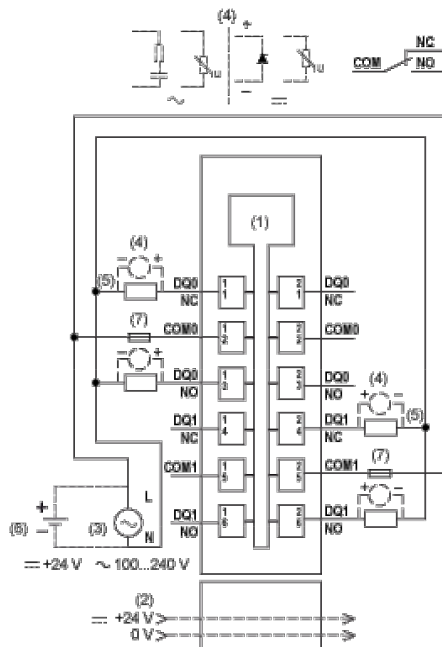 (4)
+
NC
COM NO
U U
−
~ ⎓
(1)
(4)
− +
(5) DQ0 1 1 2 1 DQ0
NC NC
(7) COM0 1 2 2 2 COM0
− +
DQ0 1 3 2 3 DQ0 (4)
NO NO + −
DQ1 1 4 2 4 DQ1 (5)
NC NC
COM1 1 5 2 5 COM1 (7)
L + −
+
(6) − (3) ~ DQ1 1 6 2 6 DQ1
N NO NO
⎓ +24 V ~ 100...240 V
(2)
⎓ +24 V
0 V